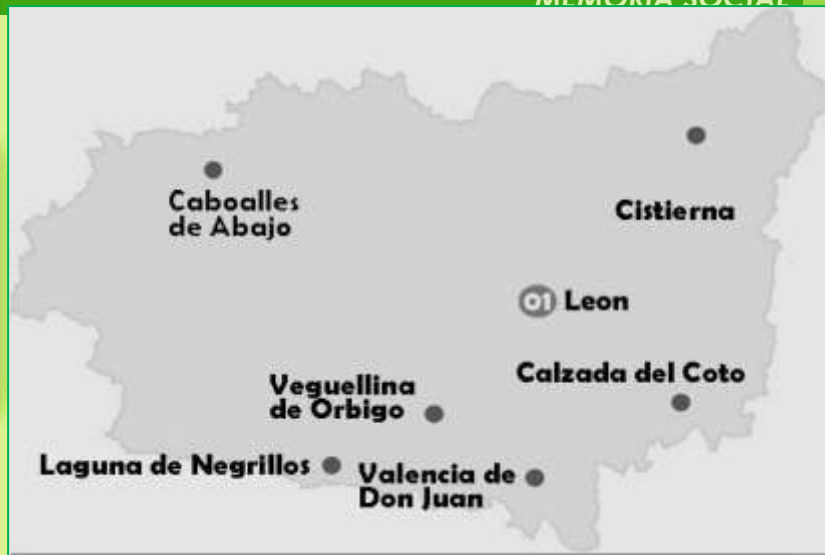 MEMORIA SOCIAL
Caboalles
de Abajo
Cistierna
01 Leon
Calzada del Coto
Veguellina
de Orbigo
Laguna de Negrillos
Valencia de
Don Juan